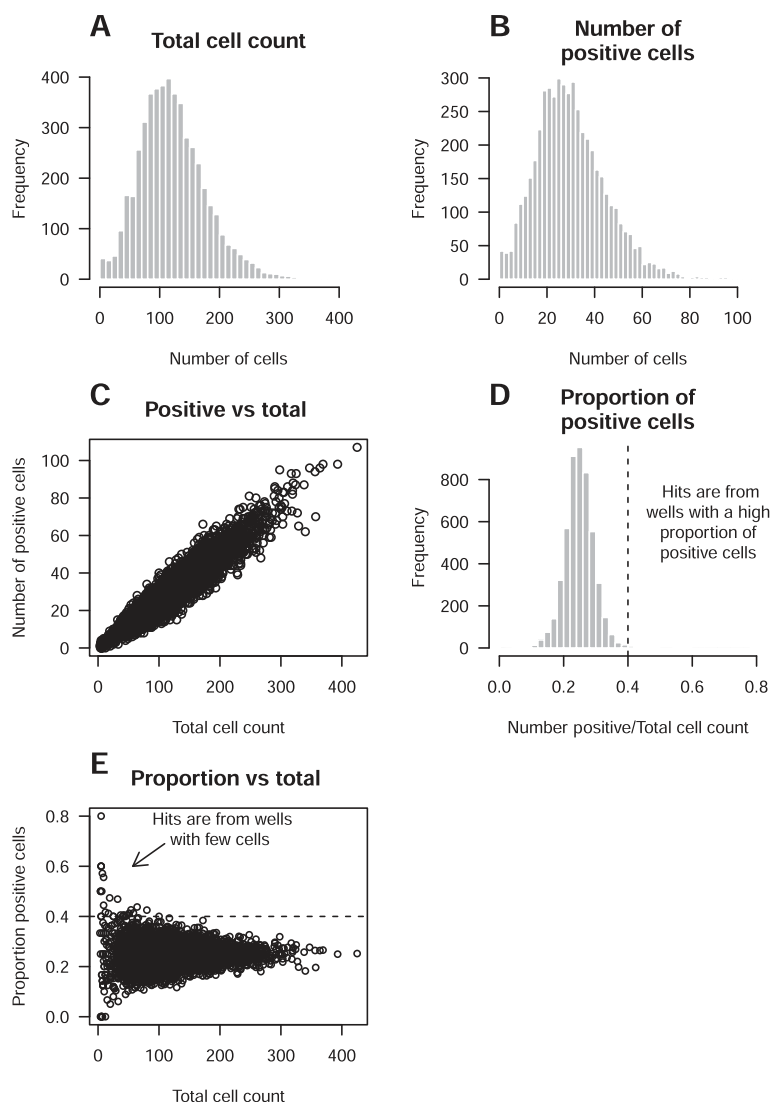 A
Total cell count
400
300
200
100
0
Frequency
0 100 200 300 400
Number of cells
B
Number of
positive cells
300
250
200
150
100
50
0
Frequency
0 20 40 60 80 100
Number of cells
C
Positive vs total
100
80
60
40
20
0
Number of positive cells
0 100 200 300 400
Total cell count
D
Proportion of
positive cells
800
600
400
200
0
Frequency
Hits are from
wells with a high
proportion of
positive cells
0.0 0.2 0.4 0.6 0.8
Number positive/Total cell count
E
Proportion vs total
0.8
0.6
0.4
0.2
0.0
Proportion positive cells
Hits are from wells
with few cells
0 100 200 300 400
Total cell count